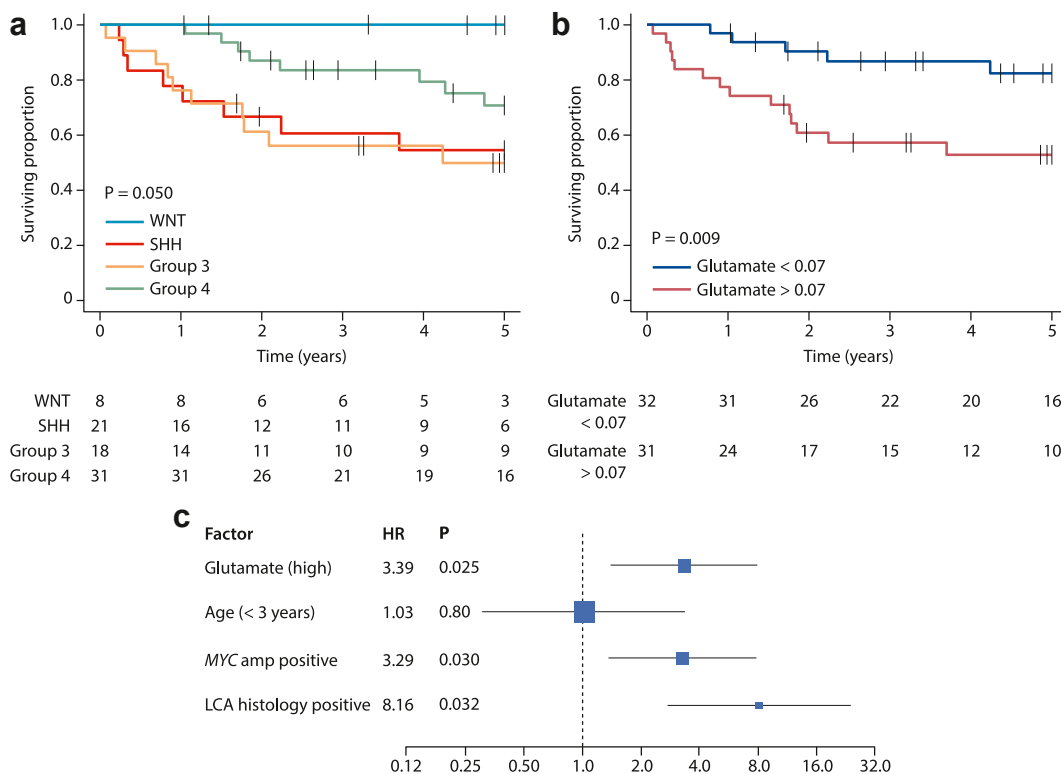 a
Surviving proportion
1.0
0.8
0.6
0.4
0.2
0
P = 0.050
WNT
SHH
Group 3
Group 4
0 1 2 3 4 5
Time (years)
WNT 8 8 6 6 5 3
SHH 21 16 12 11 9 6
Group 3 18 14 11 10 9 9
Group 4 31 31 26 21 19 16
b
Surviving proportion
1.0
0.8
0.6
0.4
0.2
0
P = 0.009
Glutamate < 0.07
Glutamate > 0.07
0 1 2 3 4 5
Time (years)
Glutamate 32 31 26 22 20 16
< 0.07
Glutamate 31 24 17 15 12 10
> 0.07
c
Factor HR P
Glutamate (high) 3.39 0.025
Age (< 3 years) 1.03 0.80
MYC amp positive 3.29 0.030
LCA histology positive 8.16 0.032
0.12 0.25 0.50 1.0 2.0 4.0 8.0 16.0 32.0